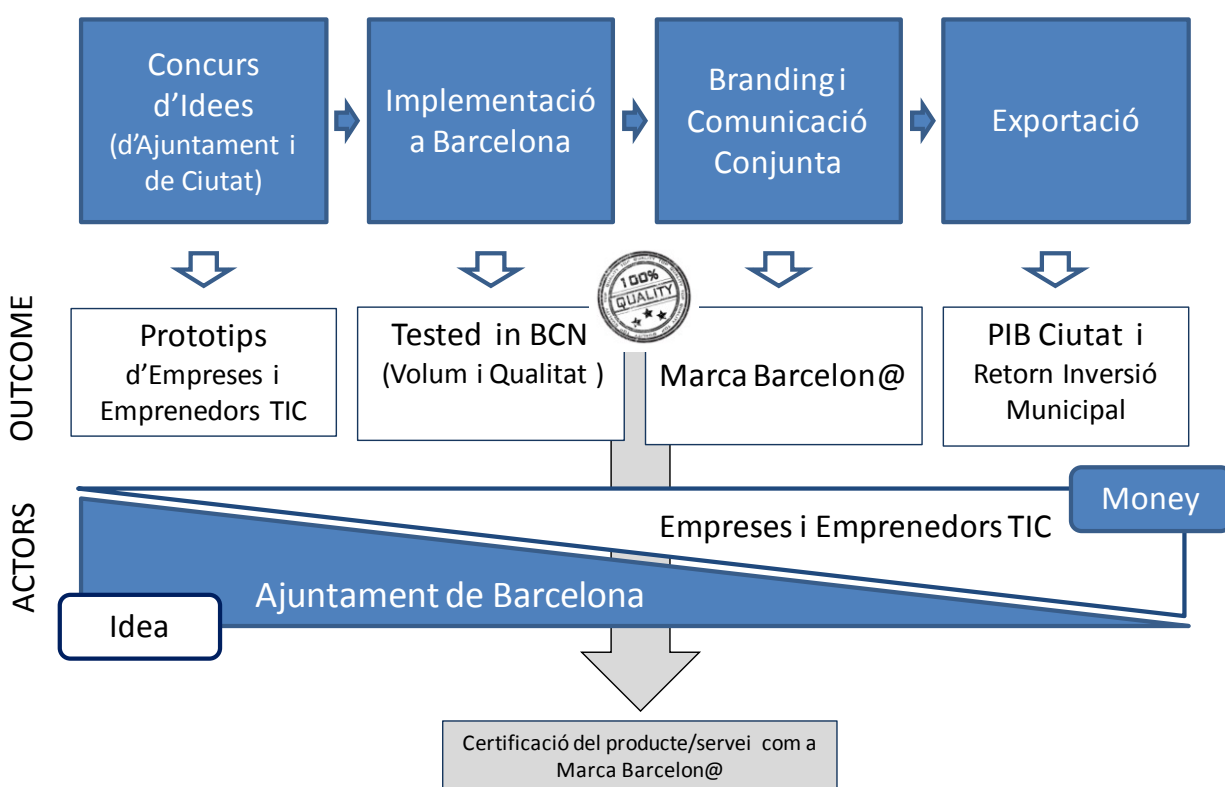 Concurs
d'Idees
(d'Ajuntament i
de Ciutat)
Implementació
a Barcelona
Branding i
Comunicació
Conjunta
Exportació
100%
QUALITY
OUTCOME
Prototips
d'Empreses i
Emprenedors TIC
Tested in BCN
(Volum i Qualitat )
Marca Barcelon@
PIB Ciutat i
Retorn Inversió
Municipal
ACTORS
Money
Empreses i Emprenedors TIC
Ajuntament de Barcelona
Idea
Certificació del producte/servei com a
Marca Barcelon@